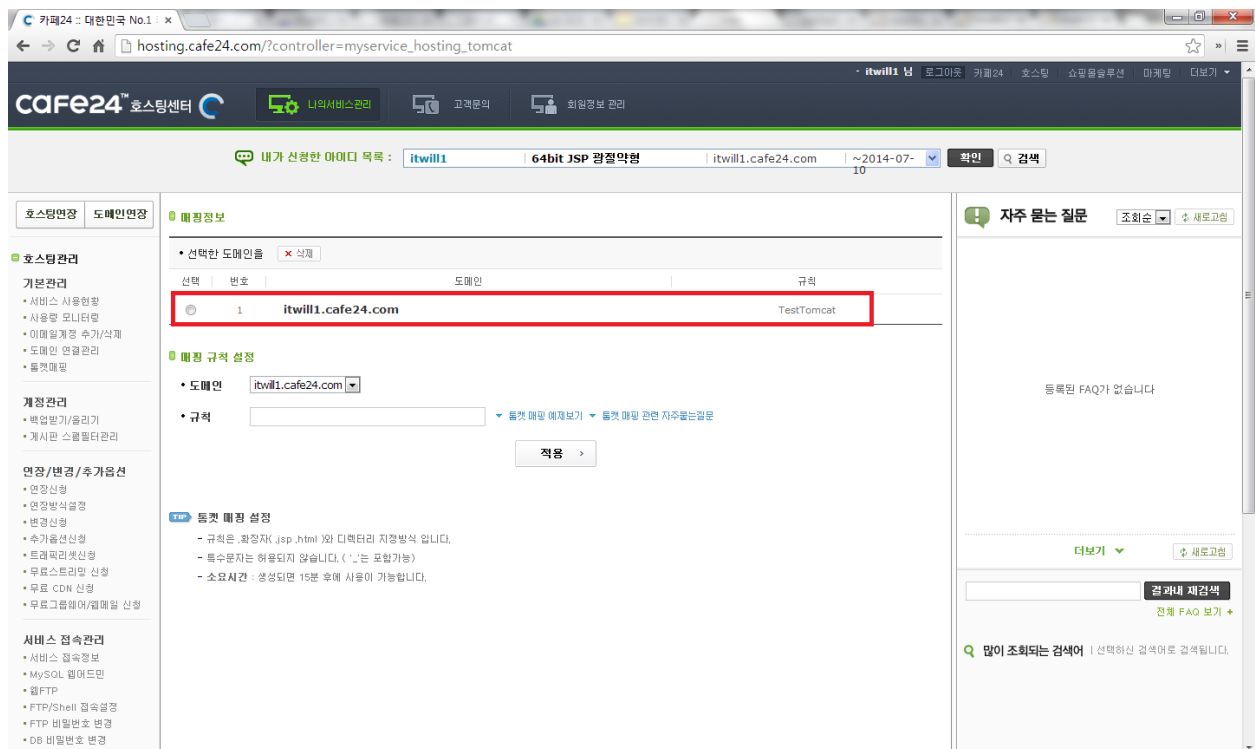 카페24 :: 대한민국 No.1
hosting.cafe24.com/?controller=myservice_hosting_tomcat
· itwill1 님 로그아웃 카페24 호스팅 쇼핑몰솔루션 마케팅 더보기
CaFe24™ 호스팅센터 나의서비스관리 고객문의 회원정보 관리
내가 신청한 아이디 목록 : itwill1 64bit JSP 광절약형 itwill1.cafe24.com ~2014-07-10 확인 검색
호스팅연장 도메인연장
호스팅관리
기본관리
서비스 사용현황
사용량 모니터링
이메일계정 추가/삭제
도메인 연결관리
톰캣매핑
계정관리
백업받기/올리기
게시판 스팸필터관리
연장/변경/추가옵션
연장신청
연장방식설정
변경신청
추가옵션신청
트래픽리셋신청
무료스트리밍 신청
무료 CDN 신청
무료그룹웨어/웹메일 신청
서비스 접속관리
서비스 접속정보
MySQL 웹어드민
웹FTP
FTP/Shell 접속설정
FTP 비밀번호 변경
DB 비밀번호 변경
매핑정보
• 선택한 도메인을 × 삭제
선택 번호 도메인 규칙
1 itwill1.cafe24.com TestTomcat
매핑 규칙 설정
• 도메인 itwill1.cafe24.com
• 규칙 톰캣 매핑 예제보기 톰캣 매핑 관련 자주묻는질문
적용 ›
TIP 톰캣 매핑 설정
- 규칙은 .확장자( .jsp .html )와 디렉터리 지정방식 입니다.
- 특수문자는 허용되지 않습니다. ( '_'는 포함가능)
- 소요시간 : 생성되면 15분 후에 사용이 가능합니다.
자주 묻는 질문 조회순 새로고침
등록된 FAQ가 없습니다
더보기 새로고침
결과내 재검색
전체 FAQ 보기 +
많이 조회되는 검색어 | 선택하신 검색어로 검색됩니다.